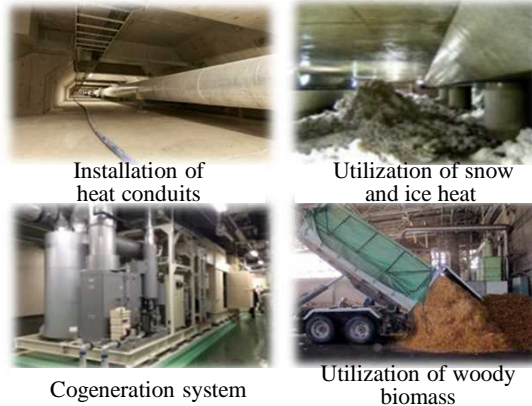 Installation of
heat conduits
Utilization of snow
and ice heat
Cogeneration system
Utilization of woody
biomass